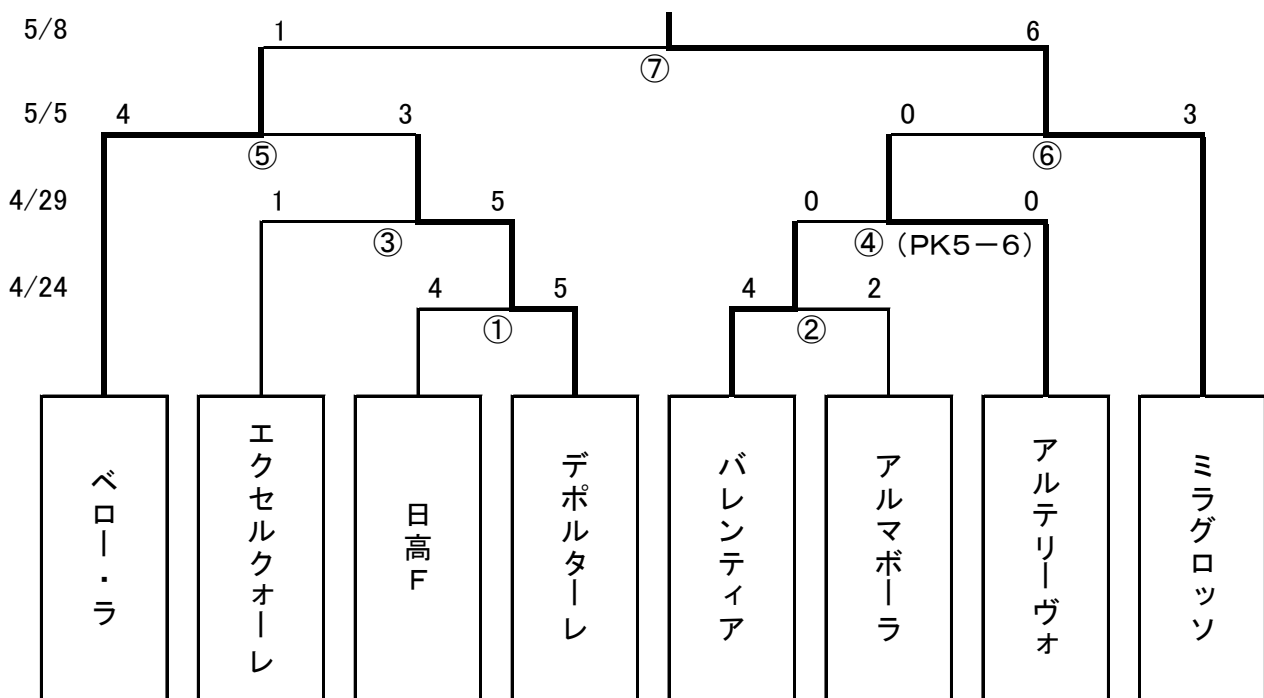 5/8 1 6
⑦
5/5 4 3 0 3
⑤ ⑥
4/29 1 5 0 0
③ ④ (PK5-6)
4/24 4 5 4 2
① ②
ベロー・ラ
エクセルクォーレ
日高F
デポルターレ
バレンティア
アルマボーラ
アルテリーヴォ
ミラグロッソ